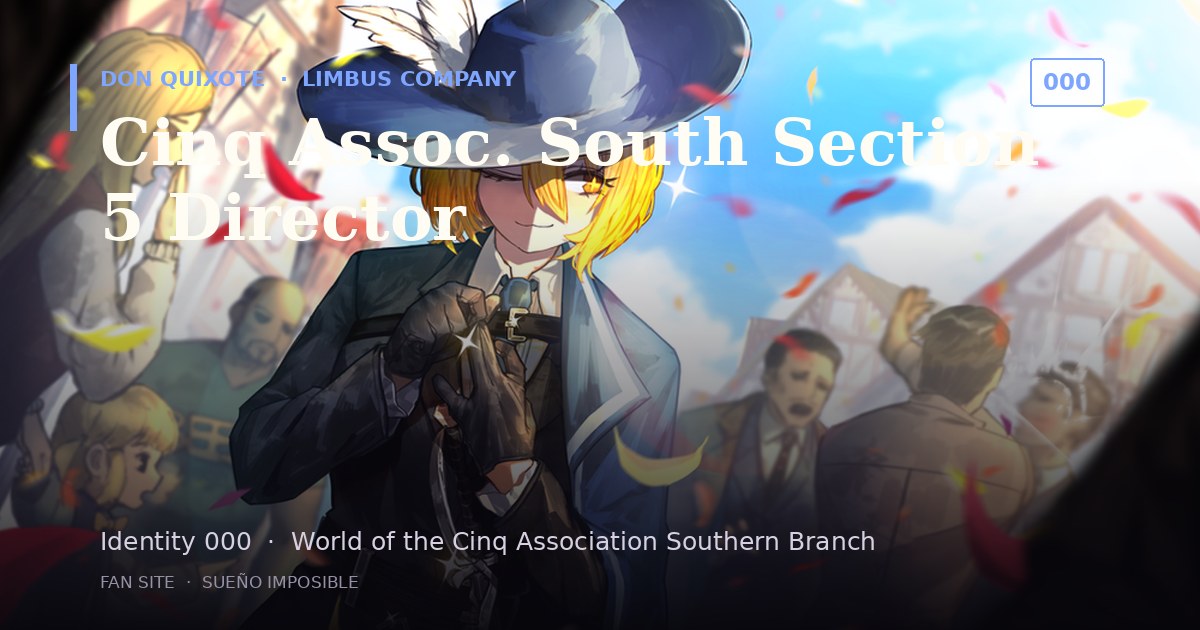 DON QUIXOTE · LIMBUS COMPANY
000
Cinq Assoc. South Section
5 Director
Identity 000 · World of the Cinq Association Southern Branch
FAN SITE · SUEÑO IMPOSIBLE